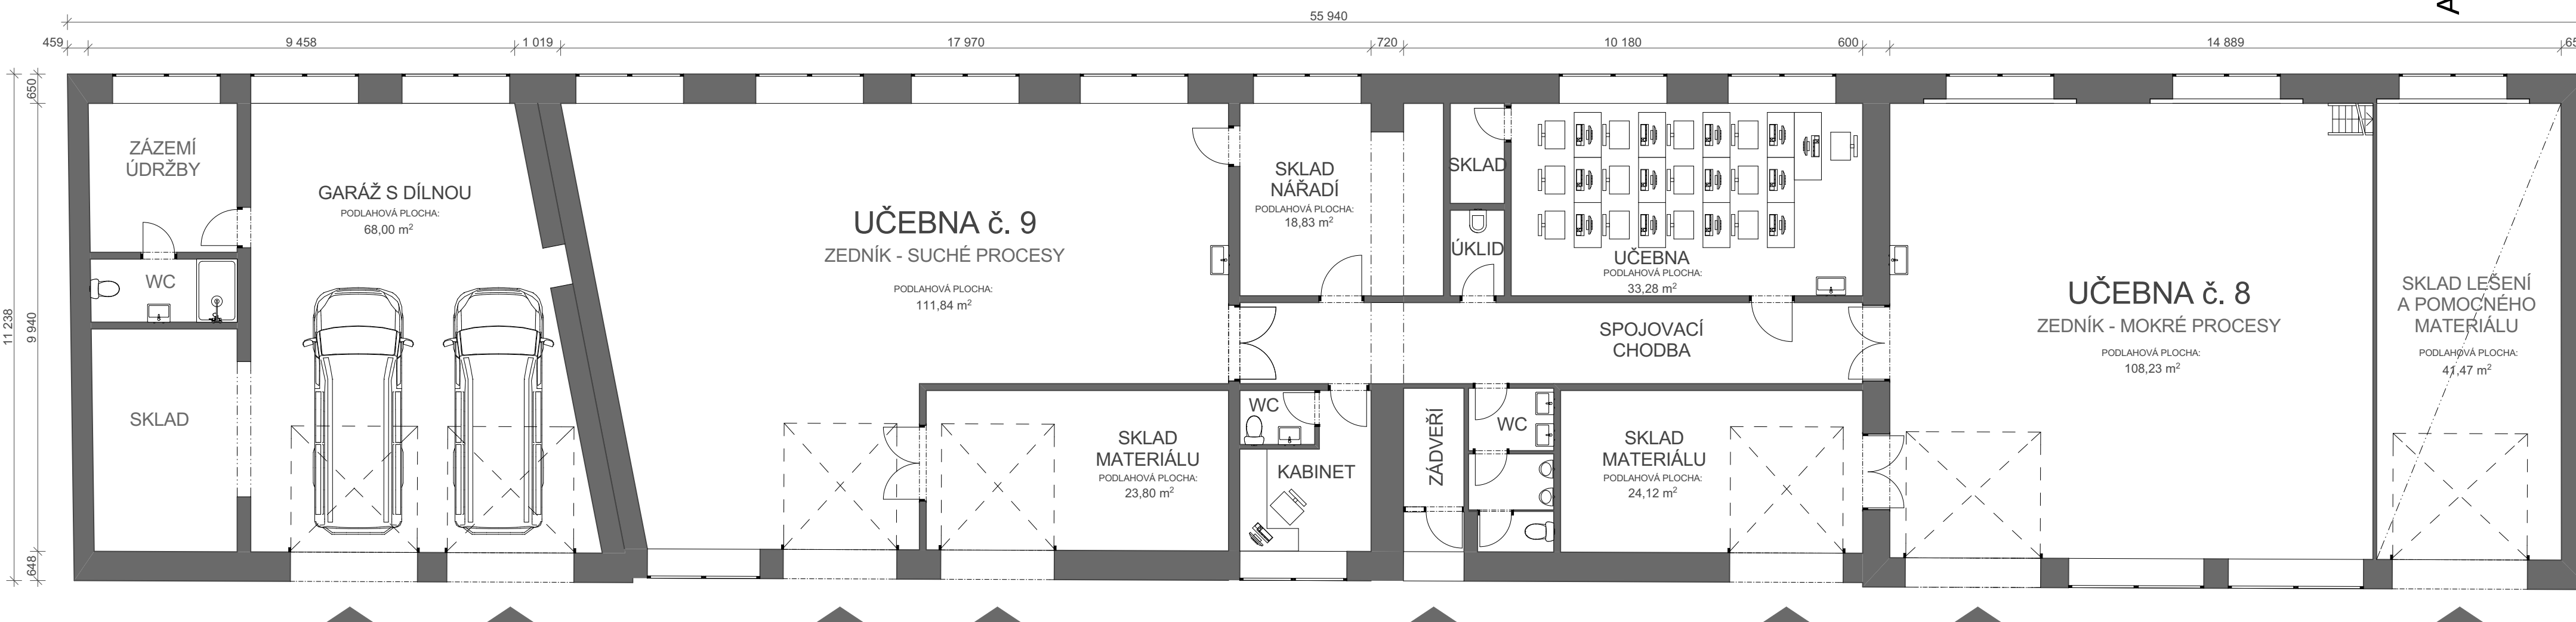 A
55 940
459
9 458
1 019
17 970
720
10 180
600
14 889
650
11 238
9 940
648
ZÁZEMÍ
ÚDRŽBY
GARÁŽ S DÍLNOU
PODLAHOVÁ PLOCHA:
68,00 m²
WC
SKLAD
UČEBNA č. 9
ZEDNÍK - SUCHÉ PROCESY
PODLAHOVÁ PLOCHA:
111,84 m²
SKLAD
NÁŘADÍ
PODLAHOVÁ PLOCHA:
18,83 m²
SKLAD
ÚKLID
UČEBNA
PODLAHOVÁ PLOCHA:
33,28 m²
SPOJOVACÍ
CHODBA
SKLAD
MATERIÁLU
PODLAHOVÁ PLOCHA:
23,80 m²
WC
KABINET
ZÁDVEŘÍ
WC
SKLAD
MATERIÁLU
PODLAHOVÁ PLOCHA:
24,12 m²
UČEBNA č. 8
ZEDNÍK - MOKRÉ PROCESY
PODLAHOVÁ PLOCHA:
108,23 m²
SKLAD LEŠENÍ
A POMOCNÉHO
MATERIÁLU
PODLAHOVÁ PLOCHA:
41,47 m²